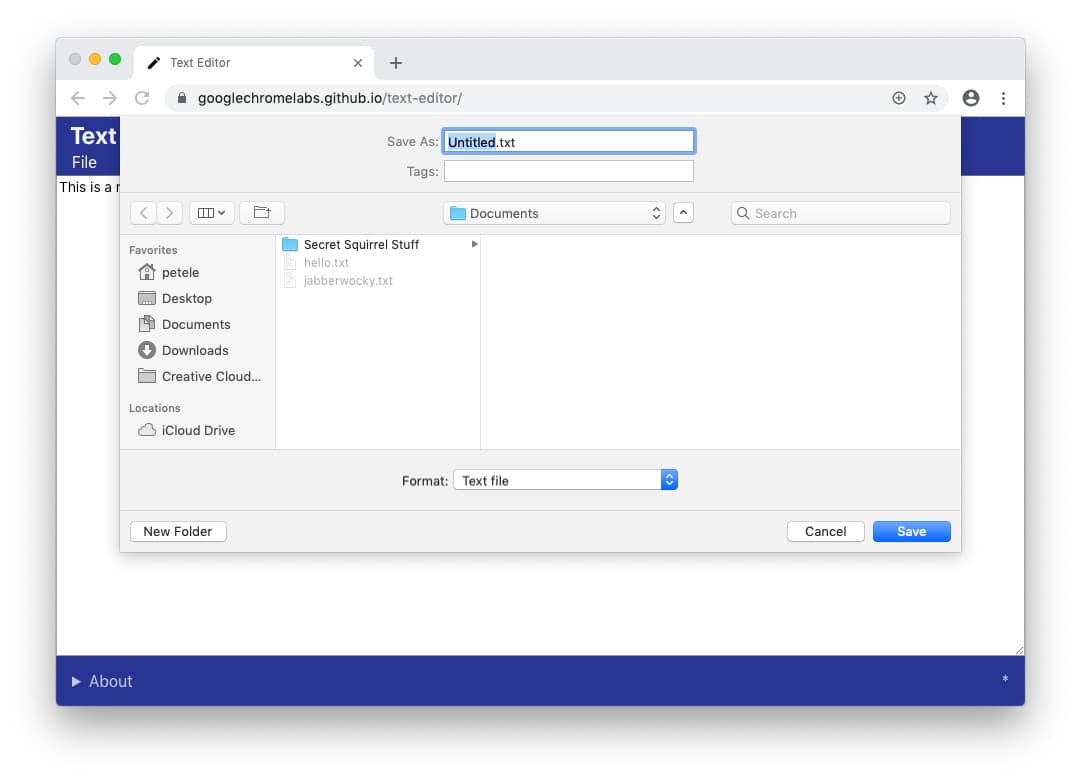 Text Editor
googlechromelabs.github.io/text-editor/
Text
File
This is a
Save As: Untitled.txt
Tags:
Documents
Search
Favorites
petele
Desktop
Documents
Downloads
Creative Cloud...
Locations
iCloud Drive
Secret Squirrel Stuff
hello.txt
jabberwocky.txt
Format: Text file
New Folder
Cancel
Save
About
*